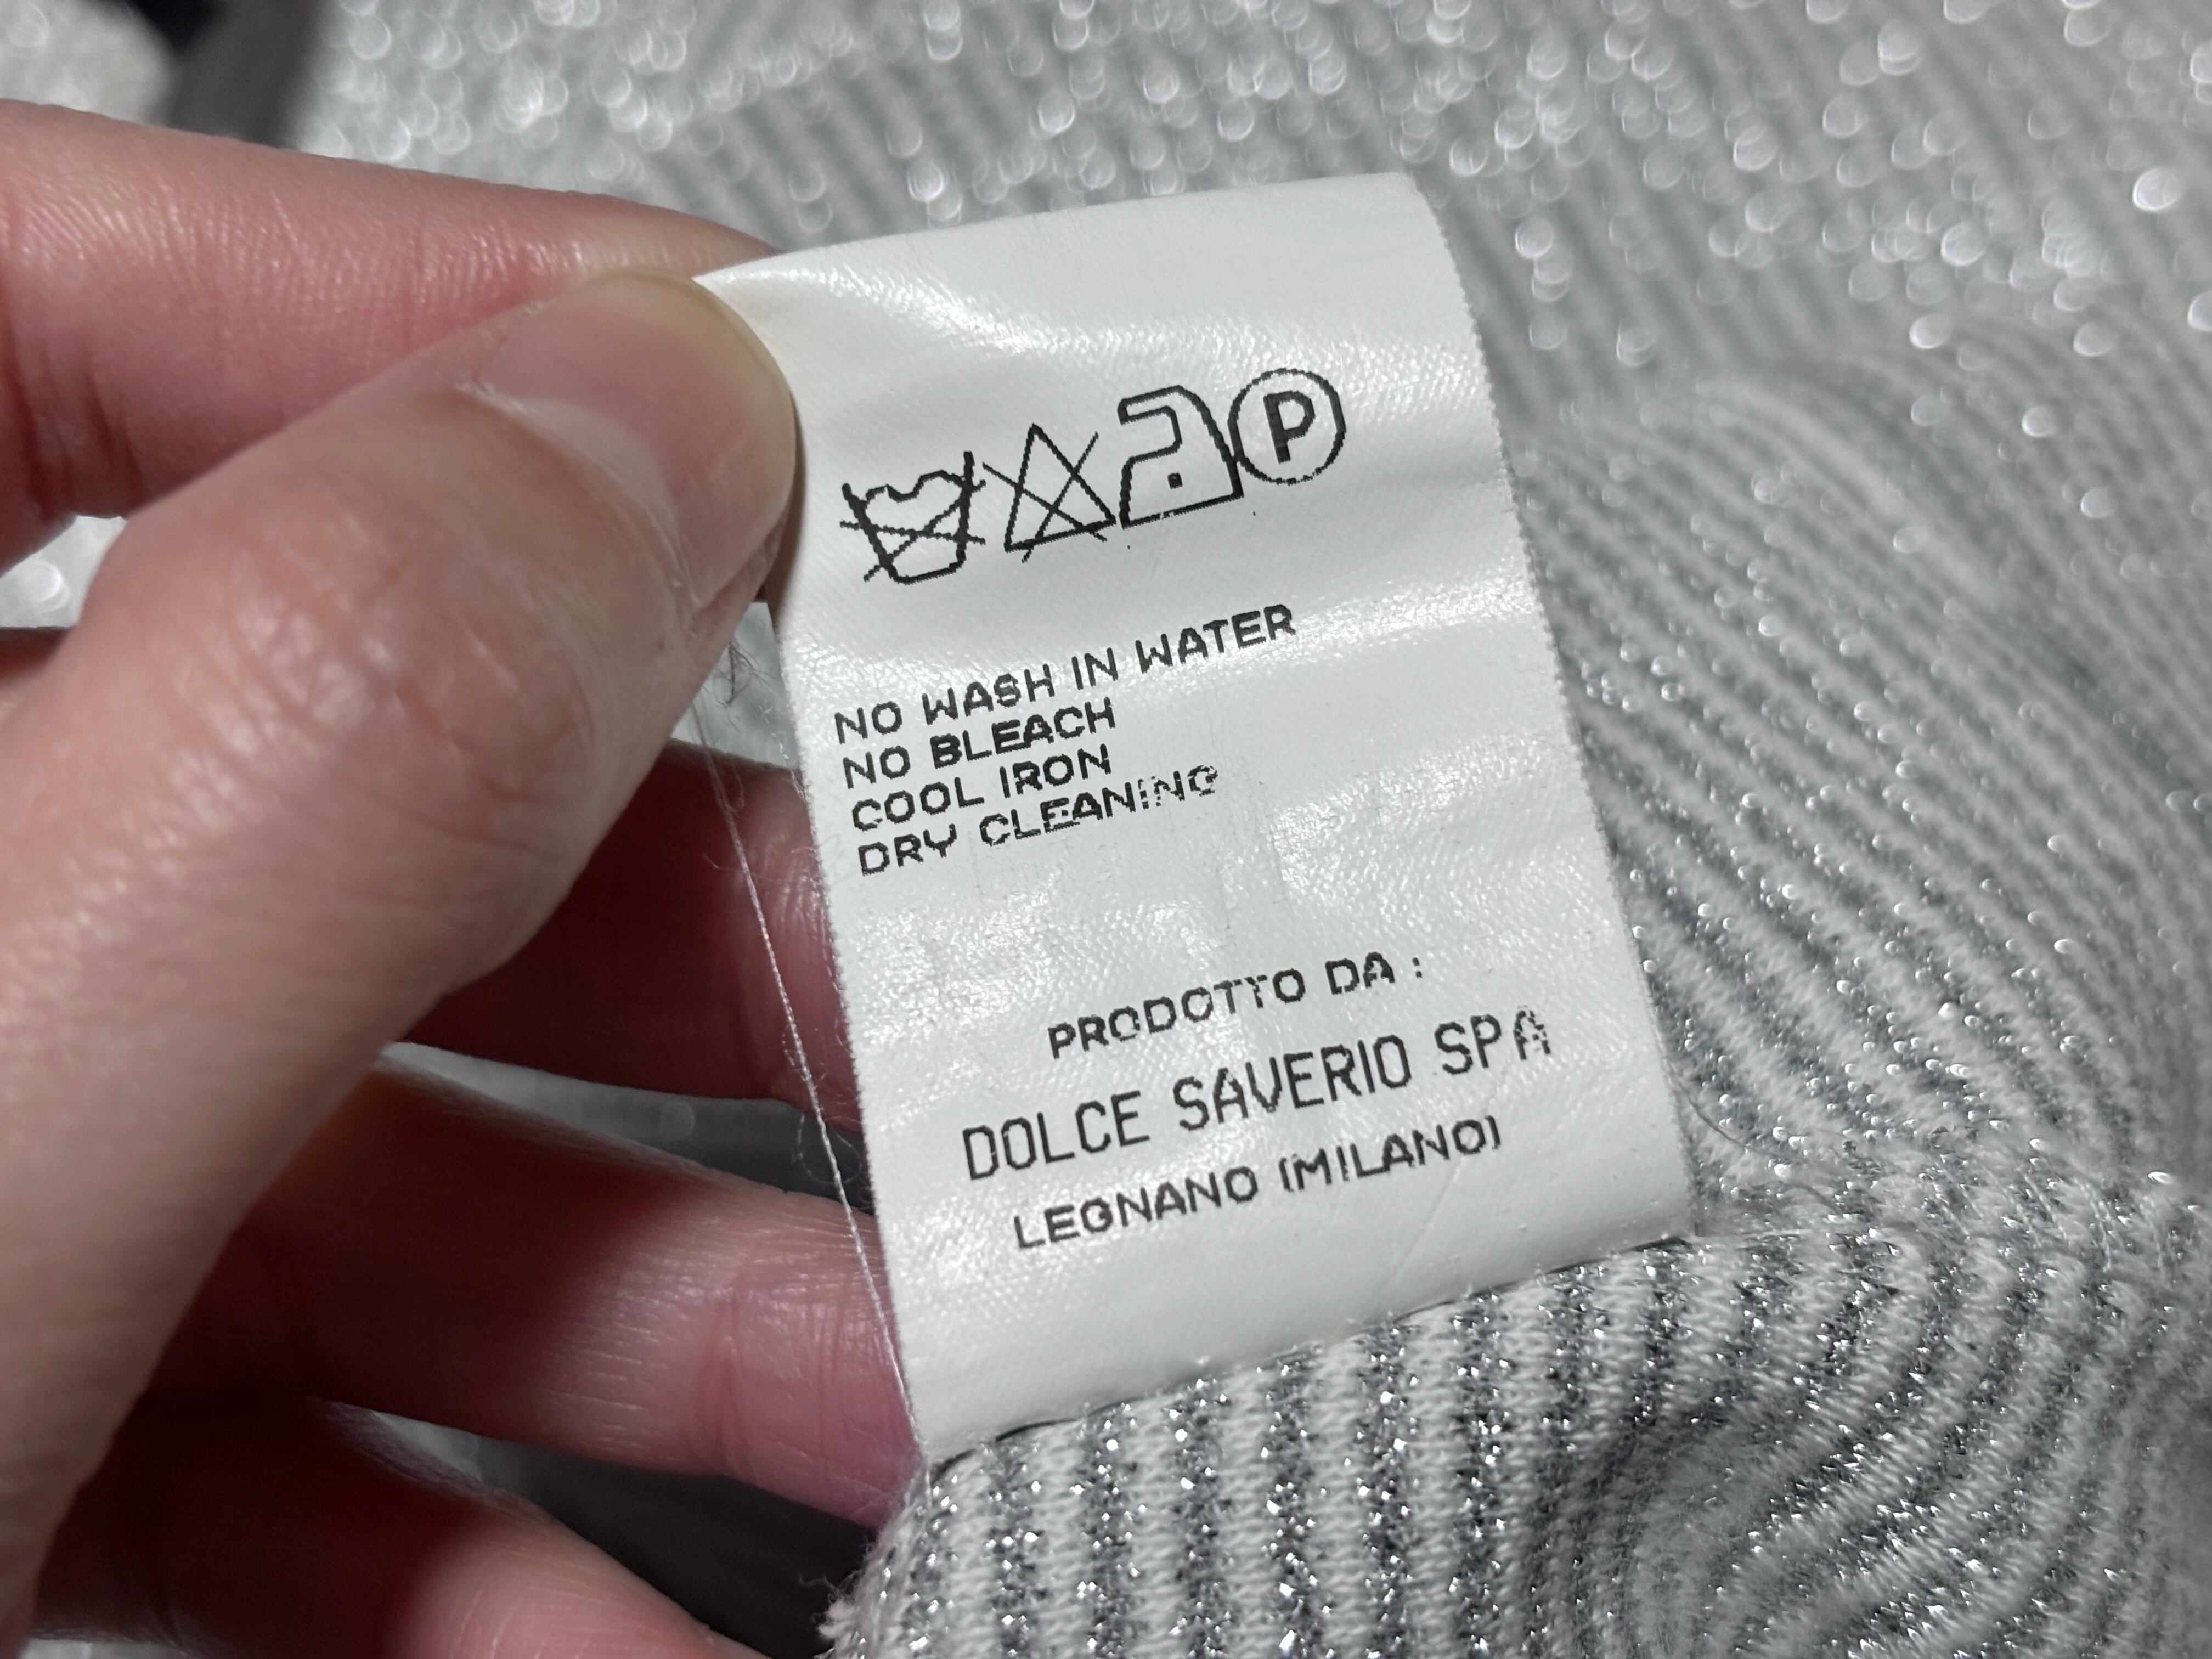 P
NO WASH IN WATER
NO BLEACH
COOL IRON
DRY CLEANING
PRODOTTO DA :
DOLCE SAVERIO SPA
LEGNANO (MILANO)